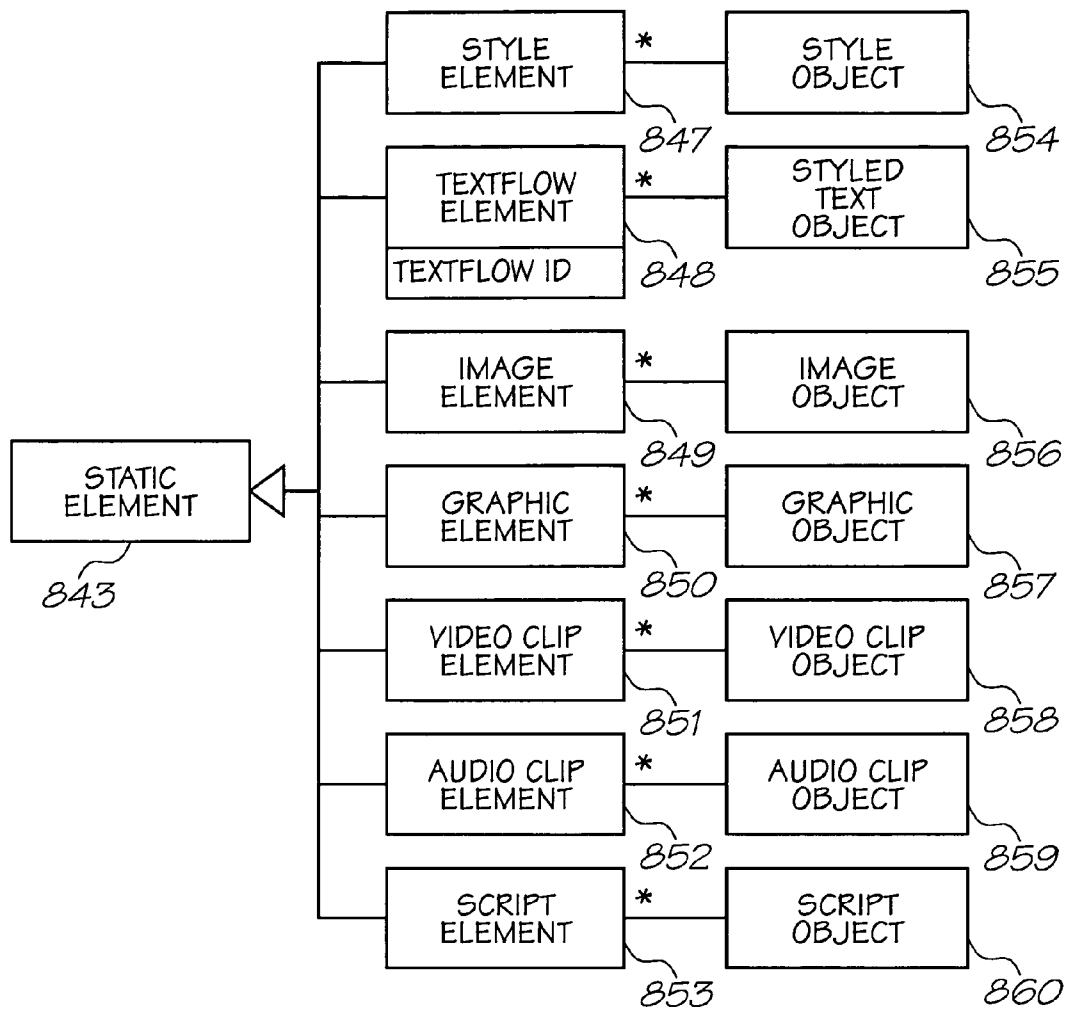 STYLE
ELEMENT
*
STYLE
OBJECT
847
854
TEXTFLOW
ELEMENT
*
STYLED
TEXT
OBJECT
848
855
TEXTFLOW ID
IMAGE
ELEMENT
*
IMAGE
OBJECT
849
856
STATIC
ELEMENT
843
GRAPHIC
ELEMENT
*
GRAPHIC
OBJECT
850
857
VIDEO CLIP
ELEMENT
*
VIDEO CLIP
OBJECT
851
858
AUDIO CLIP
ELEMENT
*
AUDIO CLIP
OBJECT
852
859
SCRIPT
ELEMENT
*
SCRIPT
OBJECT
853
860